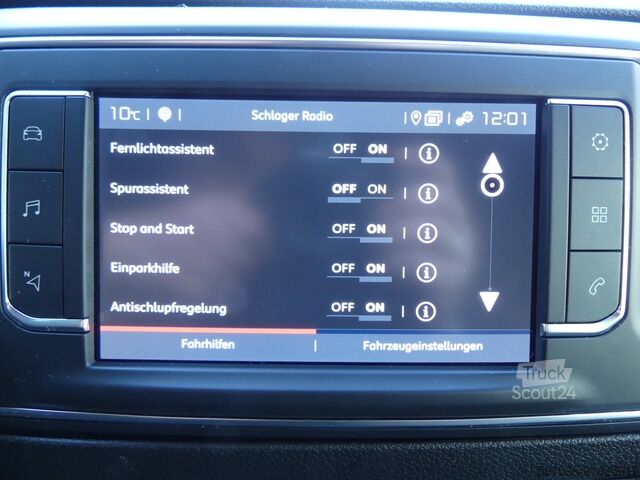 10°C Schlager Radio 12:01
Fernlichtassistent OFF ON i
Spurassistent OFF ON i
Stop and Start OFF ON i
Einparkhilfe OFF ON i
Antischlupfregelung OFF ON i
Fahrhilfen | Fahrzeugeinstellungen
N
Truck
Scout24